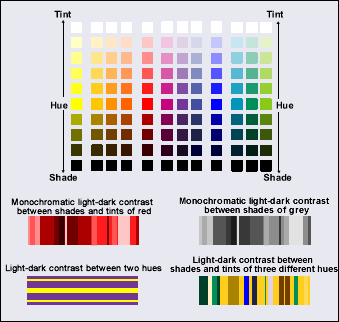 Tint
Tint
Hue
Hue
Shade
Shade
Monochromatic light-dark contrast
between shades and tints of red
Monochromatic light-dark contrast
between shades of grey
Light-dark contrast between two hues
Light-dark contrast between
shades and tints of three different hues